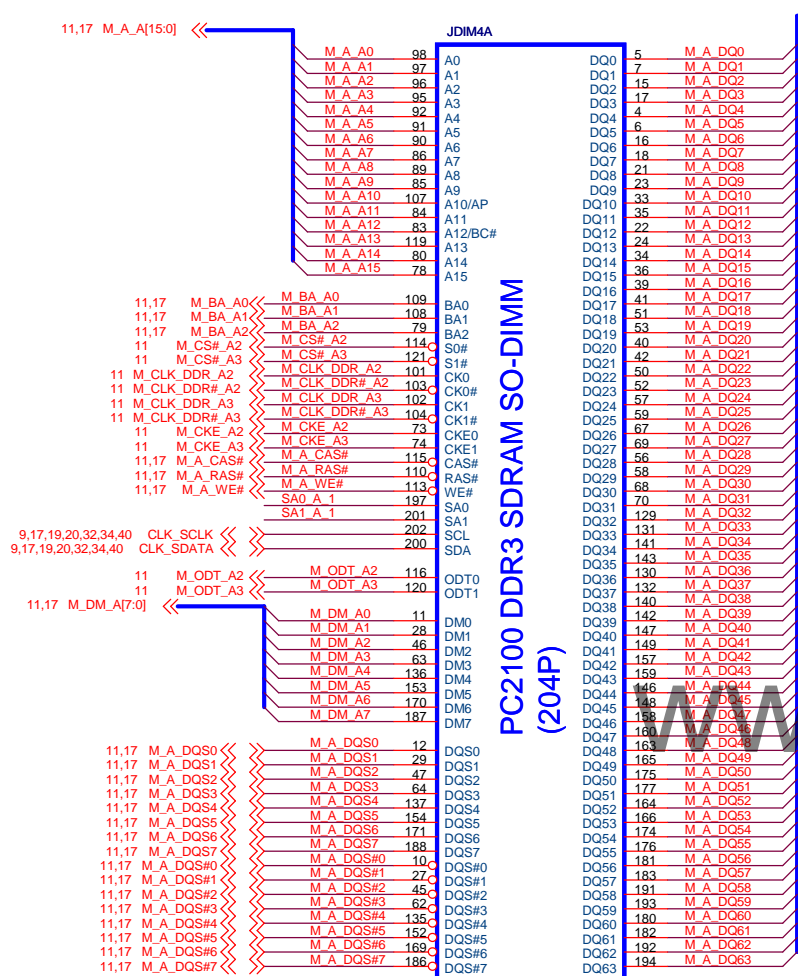 JDIM4A
11,17 M_A_A[15:0]
M_A_A0 98 A0
M_A_A1 97 A1
M_A_A2 96 A2
M_A_A3 95 A3
M_A_A4 92 A4
M_A_A5 91 A5
M_A_A6 90 A6
M_A_A7 86 A7
M_A_A8 89 A8
M_A_A9 85 A9
M_A_A10 107 A10/AP
M_A_A11 84 A11
M_A_A12 83 A12/BC#
M_A_A13 119 A13
M_A_A14 80 A14
M_A_A15 78 A15
11,17 M_BA_A0 M_BA_A0 109 BA0
11,17 M_BA_A1 M_BA_A1 108 BA1
11,17 M_BA_A2 M_BA_A2 79 BA2
11 M_CS#_A2 M_CS#_A2 114 S0#
11 M_CS#_A3 M_CS#_A3 121 S1#
11 M_CLK_DDR_A2 M_CLK_DDR_A2 101 CK0
11 M_CLK_DDR#_A2 M_CLK_DDR#_A2 103 CK0#
11 M_CLK_DDR_A3 M_CLK_DDR_A3 102 CK1
11 M_CLK_DDR#_A3 M_CLK_DDR#_A3 104 CK1#
11 M_CKE_A2 M_CKE_A2 73 CKE0
11 M_CKE_A3 M_CKE_A3 74 CKE1
11,17 M_A_CAS# M_A_CAS# 115 CAS#
11,17 M_A_RAS# M_A_RAS# 110 RAS#
11,17 M_A_WE# M_A_WE# 113 WE#
SA0_A_1 197 SA0
SA1_A_1 201 SA1
9,17,19,20,32,34,40 CLK_SCLK 202 SCL
9,17,19,20,32,34,40 CLK_SDATA 200 SDA
11 M_ODT_A2 M_ODT_A2 116 ODT0
11 M_ODT_A3 M_ODT_A3 120 ODT1
11,17 M_DM_A[7:0]
M_DM_A0 11 DM0
M_DM_A1 28 DM1
M_DM_A2 46 DM2
M_DM_A3 63 DM3
M_DM_A4 136 DM4
M_DM_A5 153 DM5
M_DM_A6 170 DM6
M_DM_A7 187 DM7
11,17 M_A_DQS0 M_A_DQS0 12 DQS0
11,17 M_A_DQS1 M_A_DQS1 29 DQS1
11,17 M_A_DQS2 M_A_DQS2 47 DQS2
11,17 M_A_DQS3 M_A_DQS3 64 DQS3
11,17 M_A_DQS4 M_A_DQS4 137 DQS4
11,17 M_A_DQS5 M_A_DQS5 154 DQS5
11,17 M_A_DQS6 M_A_DQS6 171 DQS6
11,17 M_A_DQS7 M_A_DQS7 188 DQS7
11,17 M_A_DQS#0 M_A_DQS#0 10 DQS#0
11,17 M_A_DQS#1 M_A_DQS#1 27 DQS#1
11,17 M_A_DQS#2 M_A_DQS#2 45 DQS#2
11,17 M_A_DQS#3 M_A_DQS#3 62 DQS#3
11,17 M_A_DQS#4 M_A_DQS#4 135 DQS#4
11,17 M_A_DQS#5 M_A_DQS#5 152 DQS#5
11,17 M_A_DQS#6 M_A_DQS#6 169 DQS#6
11,17 M_A_DQS#7 M_A_DQS#7 186 DQS#7
PC2100 DDR3 SDRAM SO-DIMM
(204P)
DQ0 5 M_A_DQ0
DQ1 7 M_A_DQ1
DQ2 15 M_A_DQ2
DQ3 17 M_A_DQ3
DQ4 4 M_A_DQ4
DQ5 6 M_A_DQ5
DQ6 16 M_A_DQ6
DQ7 18 M_A_DQ7
DQ8 21 M_A_DQ8
DQ9 23 M_A_DQ9
DQ10 33 M_A_DQ10
DQ11 35 M_A_DQ11
DQ12 22 M_A_DQ12
DQ13 24 M_A_DQ13
DQ14 34 M_A_DQ14
DQ15 36 M_A_DQ15
DQ16 39 M_A_DQ16
DQ17 41 M_A_DQ17
DQ18 51 M_A_DQ18
DQ19 53 M_A_DQ19
DQ20 40 M_A_DQ20
DQ21 42 M_A_DQ21
DQ22 50 M_A_DQ22
DQ23 52 M_A_DQ23
DQ24 57 M_A_DQ24
DQ25 59 M_A_DQ25
DQ26 67 M_A_DQ26
DQ27 69 M_A_DQ27
DQ28 56 M_A_DQ28
DQ29 58 M_A_DQ29
DQ30 68 M_A_DQ30
DQ31 70 M_A_DQ31
DQ32 129 M_A_DQ32
DQ33 131 M_A_DQ33
DQ34 141 M_A_DQ34
DQ35 143 M_A_DQ35
DQ36 130 M_A_DQ36
DQ37 132 M_A_DQ37
DQ38 140 M_A_DQ38
DQ39 142 M_A_DQ39
DQ40 147 M_A_DQ40
DQ41 149 M_A_DQ41
DQ42 157 M_A_DQ42
DQ43 159 M_A_DQ43
DQ44 146 M_A_DQ44
DQ45 148 M_A_DQ45
DQ46 158 M_A_DQ47
DQ47 160 M_A_DQ46
DQ48 163 M_A_DQ48
DQ49 165 M_A_DQ49
DQ50 175 M_A_DQ50
DQ51 177 M_A_DQ51
DQ52 164 M_A_DQ52
DQ53 166 M_A_DQ53
DQ54 174 M_A_DQ54
DQ55 176 M_A_DQ55
DQ56 181 M_A_DQ56
DQ57 183 M_A_DQ57
DQ58 191 M_A_DQ58
DQ59 193 M_A_DQ59
DQ60 180 M_A_DQ60
DQ61 182 M_A_DQ61
DQ62 192 M_A_DQ62
DQ63 194 M_A_DQ63